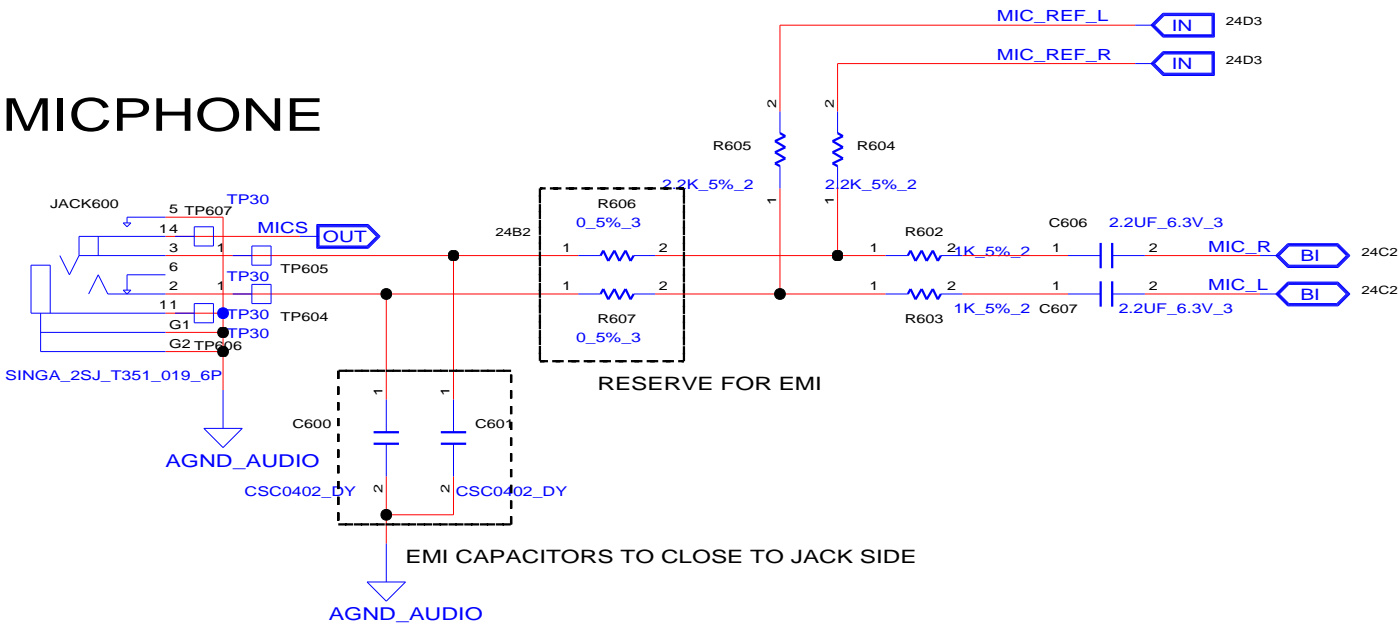 MIC_REF_L IN 24D3
MIC_REF_R IN 24D3
MICPHONE
2 2
R605 R604
2.2K_5%_2 2.2K_5%_2
1 1
JACK600
5 TP607 TP30
14 MICS OUT
3 1
TP605
6 TP30
2 1
11 TP30 TP604
G1 TP30
G2 TP606
SINGA_2SJ_T351_019_6P
AGND_AUDIO
24B2
R606
0_5%_3
1 2
1 2
R607
0_5%_3
RESERVE FOR EMI
R602
1 2 1K_5%_2
1 2
R603 1K_5%_2
C606 2.2UF_6.3V_3
1 2 MIC_R BI 24C2
1 2 MIC_L BI 24C2
C607 2.2UF_6.3V_3
1 1
C600 C601
2 2
CSC0402_DY CSC0402_DY
EMI CAPACITORS TO CLOSE TO JACK SIDE
AGND_AUDIO